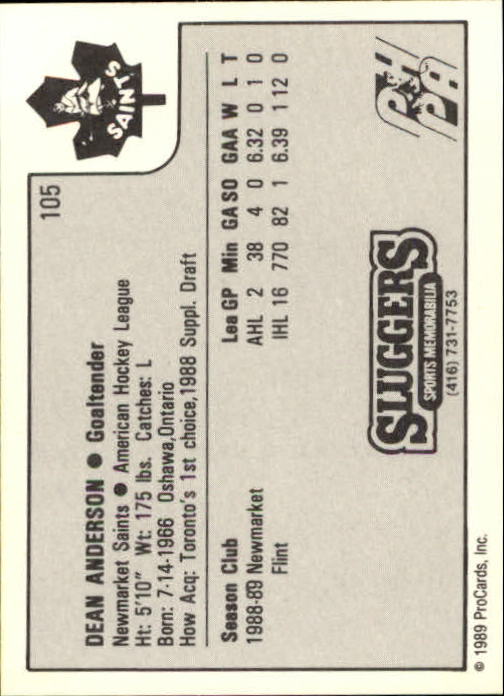 105
SAINTS
DEAN ANDERSON ● Goaltender
Newmarket Saints ● American Hockey League
Ht: 5'10" Wt: 175 lbs. Catches: L
Born: 7-14-1966 Oshawa,Ontario
How Acq: Toronto's 1st choice,1988 Suppl. Draft
Season Club Lea GP Min GA SO GAA W L T
1988-89 Newmarket AHL 2 38 4 0 6.32 0 1 0
Flint IHL 16 770 82 1 6.39 1 12 0
SLUGGERS
SPORTS MEMORABILIA
(416) 731-7753
PHPA
© 1989 ProCards, Inc.